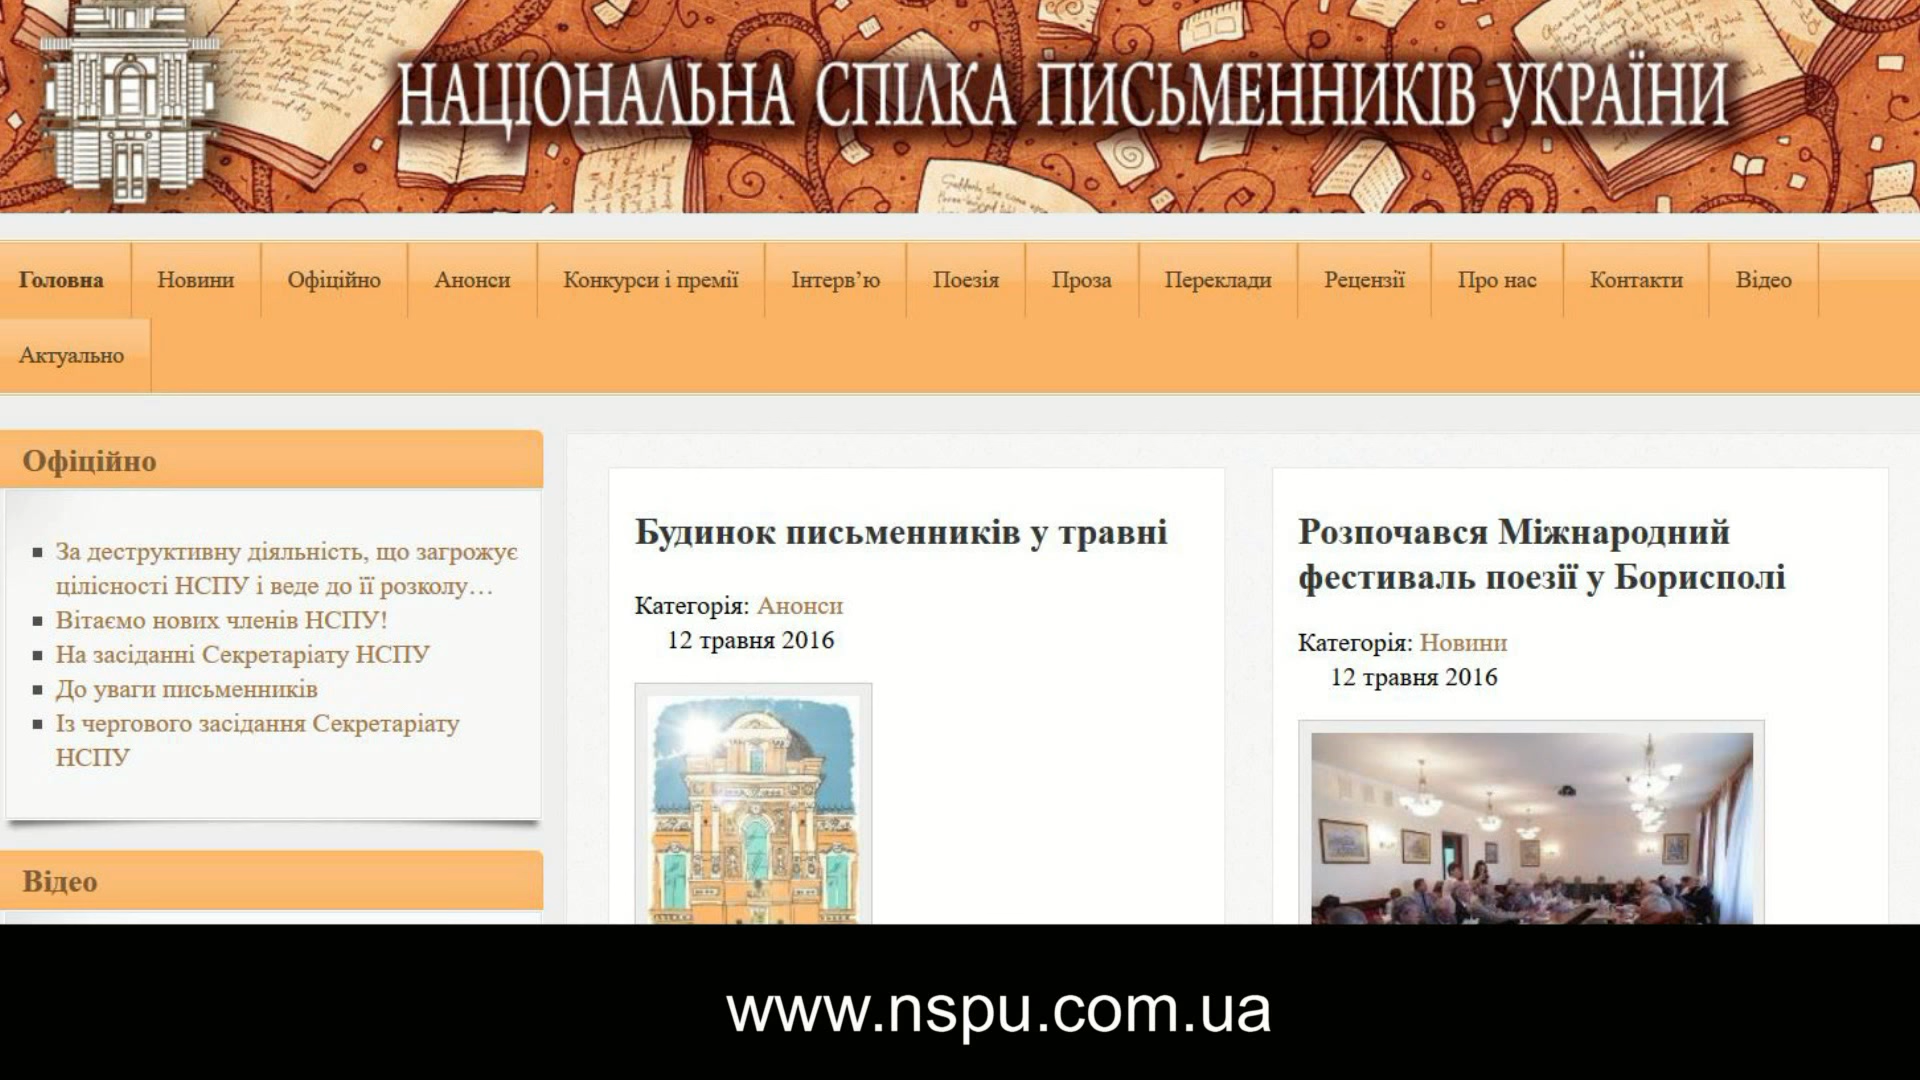 НАЦІОНАЛЬНА СПІЛКА ПИСЬМЕННИКІВ УКРАЇНИ
Головна
Новини
Офіційно
Анонси
Конкурси і премії
Інтерв’ю
Поезія
Проза
Переклади
Рецензії
Про нас
Контакти
Відео
Актуально
Офіційно
За деструктивну діяльність, що загрожує
цілісності НСПУ і веде до її розколу…
Вітаємо нових членів НСПУ!
На засіданні Секретаріату НСПУ
До уваги письменників
Із чергового засідання Секретаріату
НСПУ
Відео
Будинок письменників у травні
Категорія: Анонси
12 травня 2016
Розпочався Міжнародний
фестиваль поезії у Борисполі
Категорія: Новини
12 травня 2016
www.nspu.com.ua